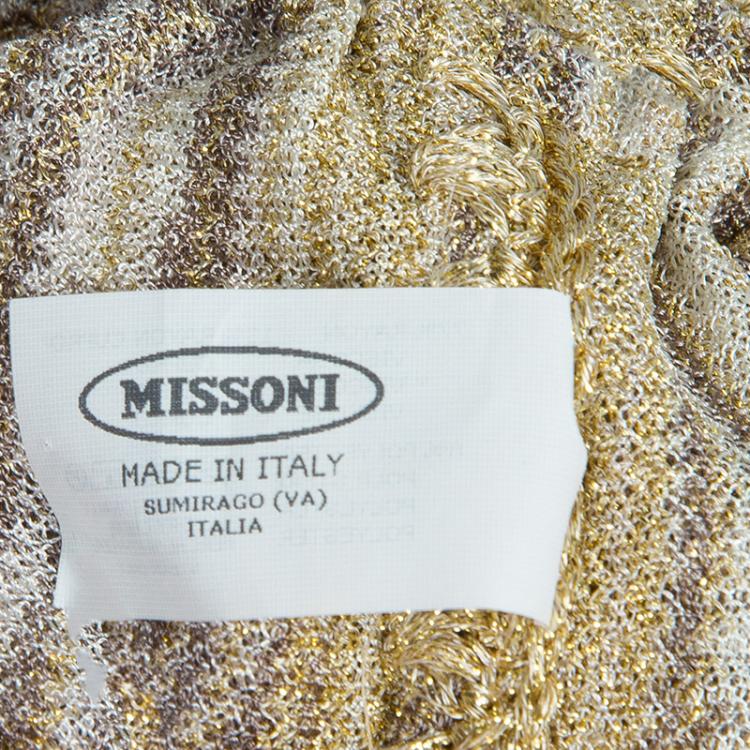 MISSONI
MADE IN ITALY
SUMIRAGO (VA)
ITALIA